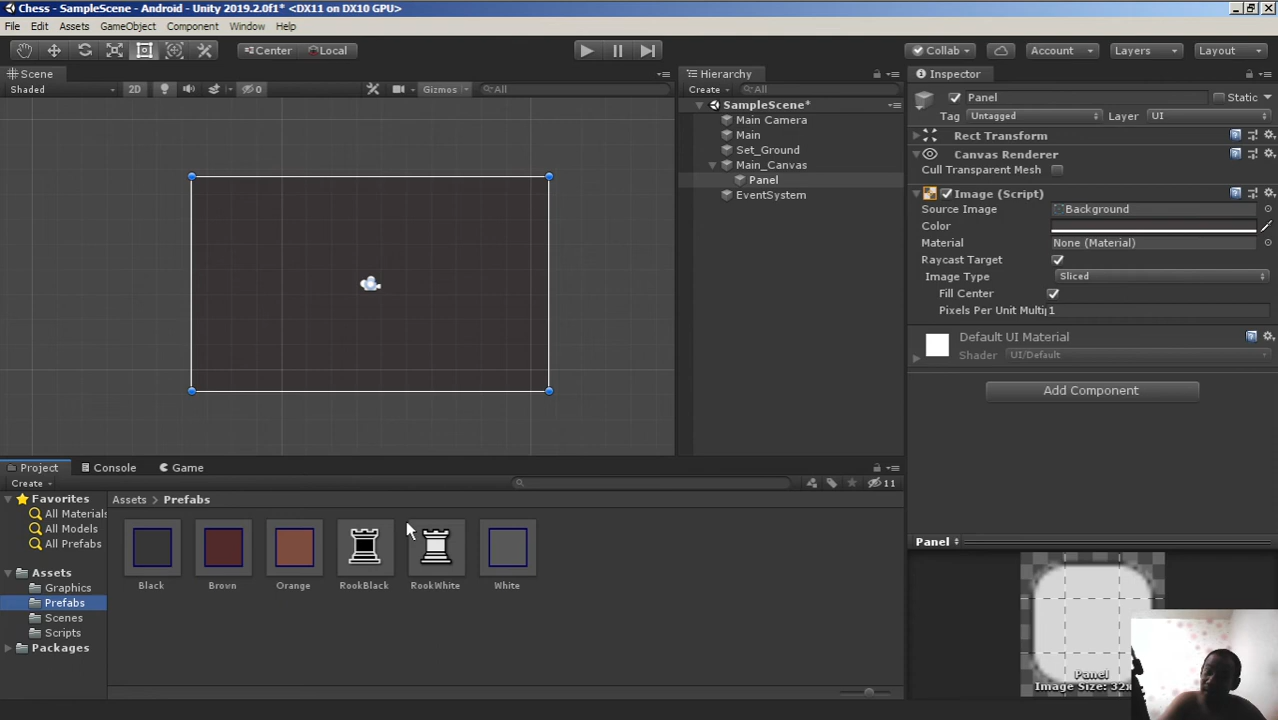 Chess - SampleScene - Android - Unity 2019.2.0f1* <DX11 on DX10 GPU>
File Edit Assets GameObject Component Window Help
Center Local Collab Account Layers Layout
Scene Hierarchy Inspector
Shaded 2D 0 Gizmos All Create All
SampleScene*
Main Camera
Main
Set_Ground
Main_Canvas
Panel
EventSystem
Panel Static
Tag Untagged Layer UI
Rect Transform
Canvas Renderer
Cull Transparent Mesh
Image (Script)
Source Image Background
Color
Material None (Material)
Raycast Target
Image Type Sliced
Fill Center
Pixels Per Unit Multip 1
Default UI Material
Shader UI/Default
Add Component
Project Console Game
Create 11
Favorites
All Materials
All Models
All Prefabs
Assets
Graphics
Prefabs
Scenes
Scripts
Packages
Assets > Prefabs
Black Brown Orange RookBlack RookWhite White
Panel
Panel
Image Size: 32x